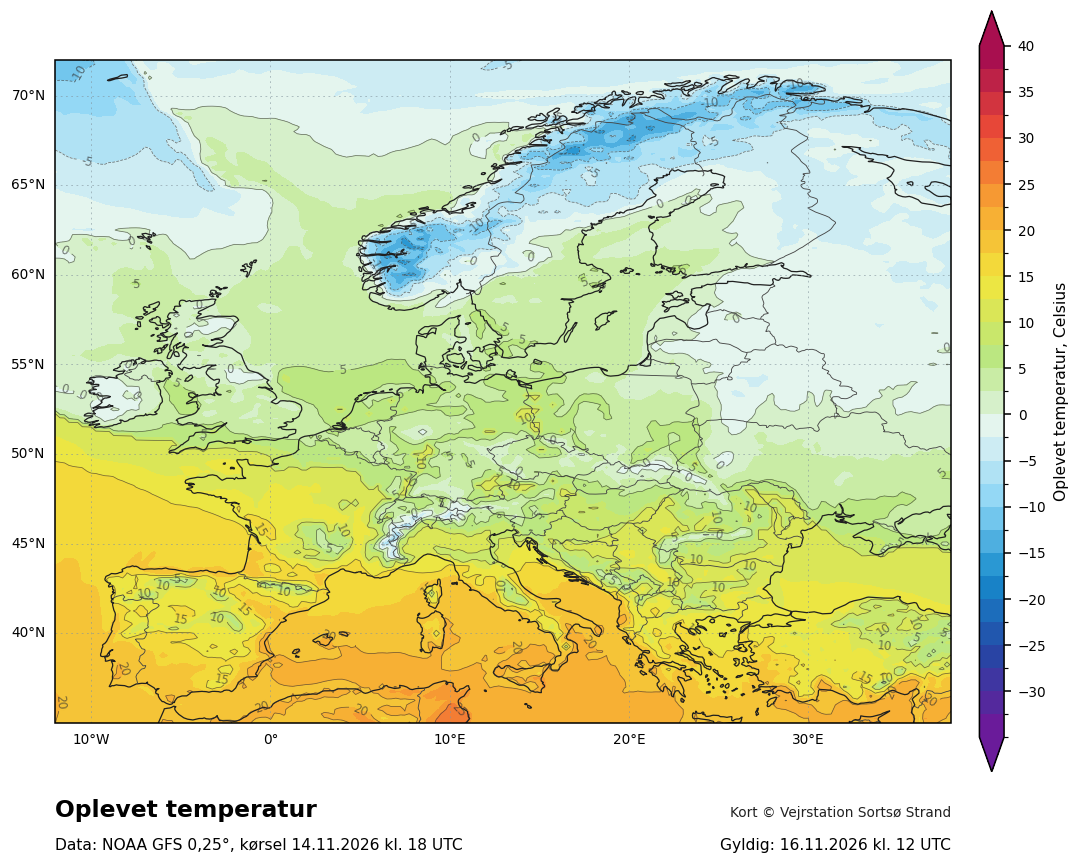 70°N
65°N
60°N
55°N
50°N
45°N
40°N
10°W 0° 10°E 20°E 30°E
40
35
30
25
20
15
10
5
0
−5
−10
−15
−20
−25
−30
Oplevet temperatur, Celsius
Oplevet temperatur
Kort © Vejrstation Sortsø Strand
Data: NOAA GFS 0,25°, kørsel 14.11.2026 kl. 18 UTC
Gyldig: 16.11.2026 kl. 12 UTC